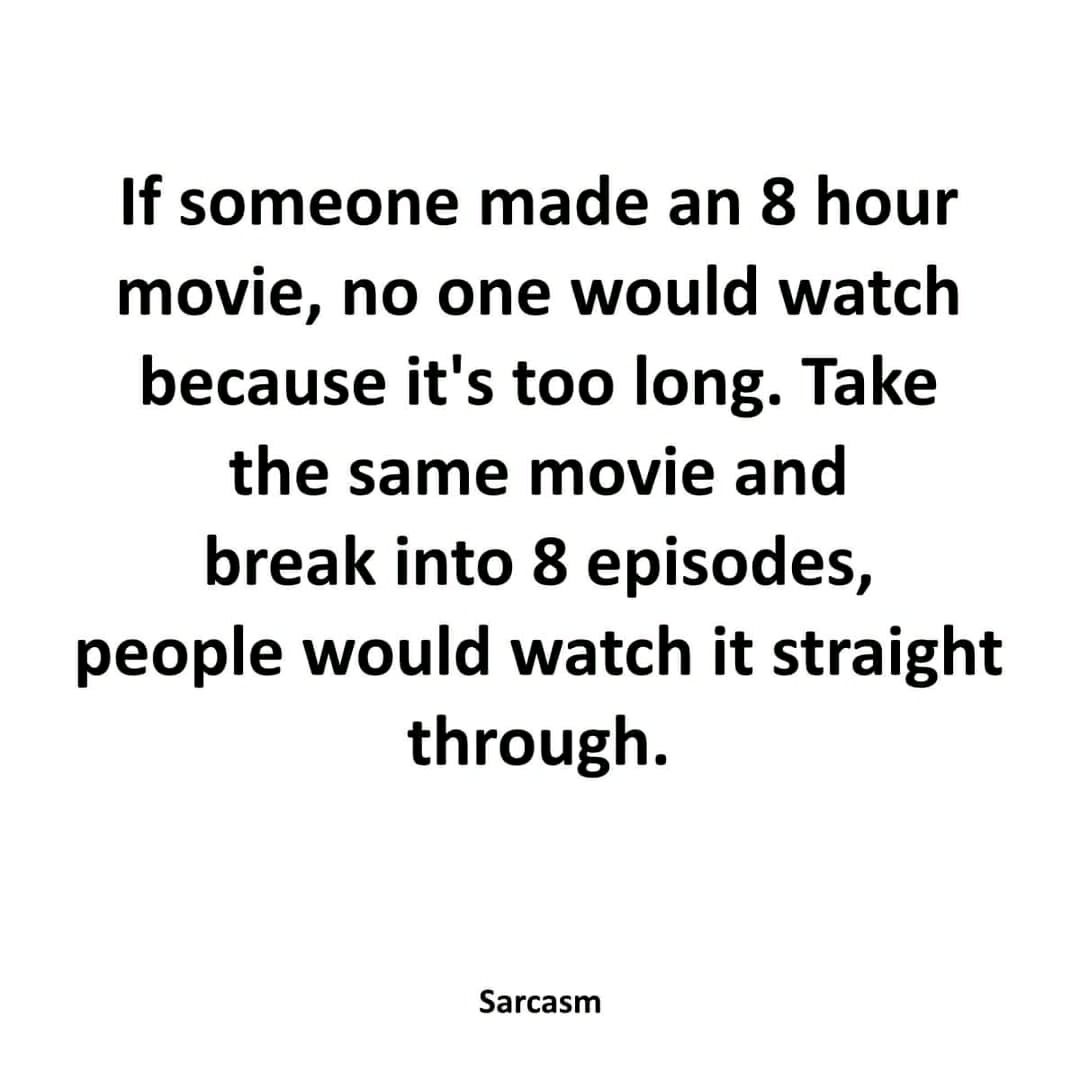 If someone made an 8 hour
movie, no one would watch
because it's too long. Take
the same movie and
break into 8 episodes,
people would watch it straight
through.
Sarcasm